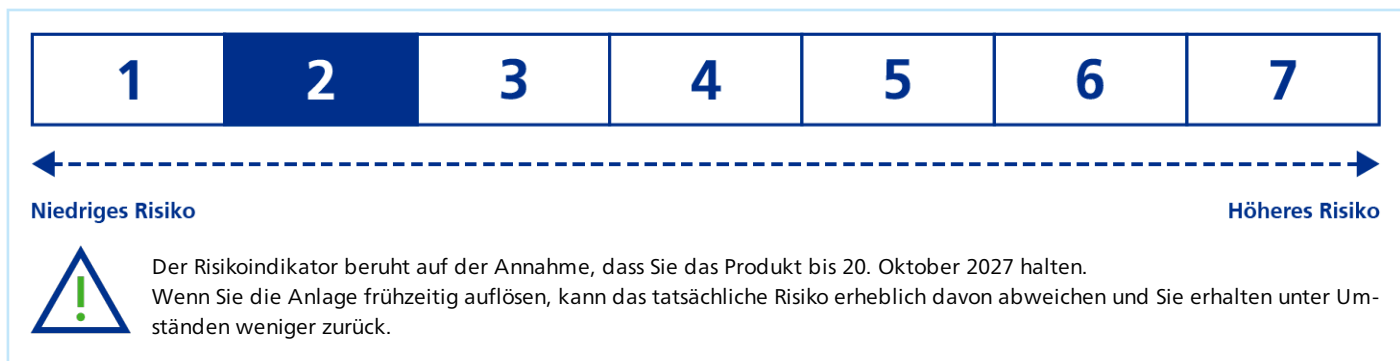 1 2 3 4 5 6 7
Niedriges Risiko Höheres Risiko
Der Risikoindikator beruht auf der Annahme, dass Sie das Produkt bis 20. Oktober 2027 halten.
Wenn Sie die Anlage frühzeitig auflösen, kann das tatsächliche Risiko erheblich davon abweichen und Sie erhalten unter Um-
ständen weniger zurück.